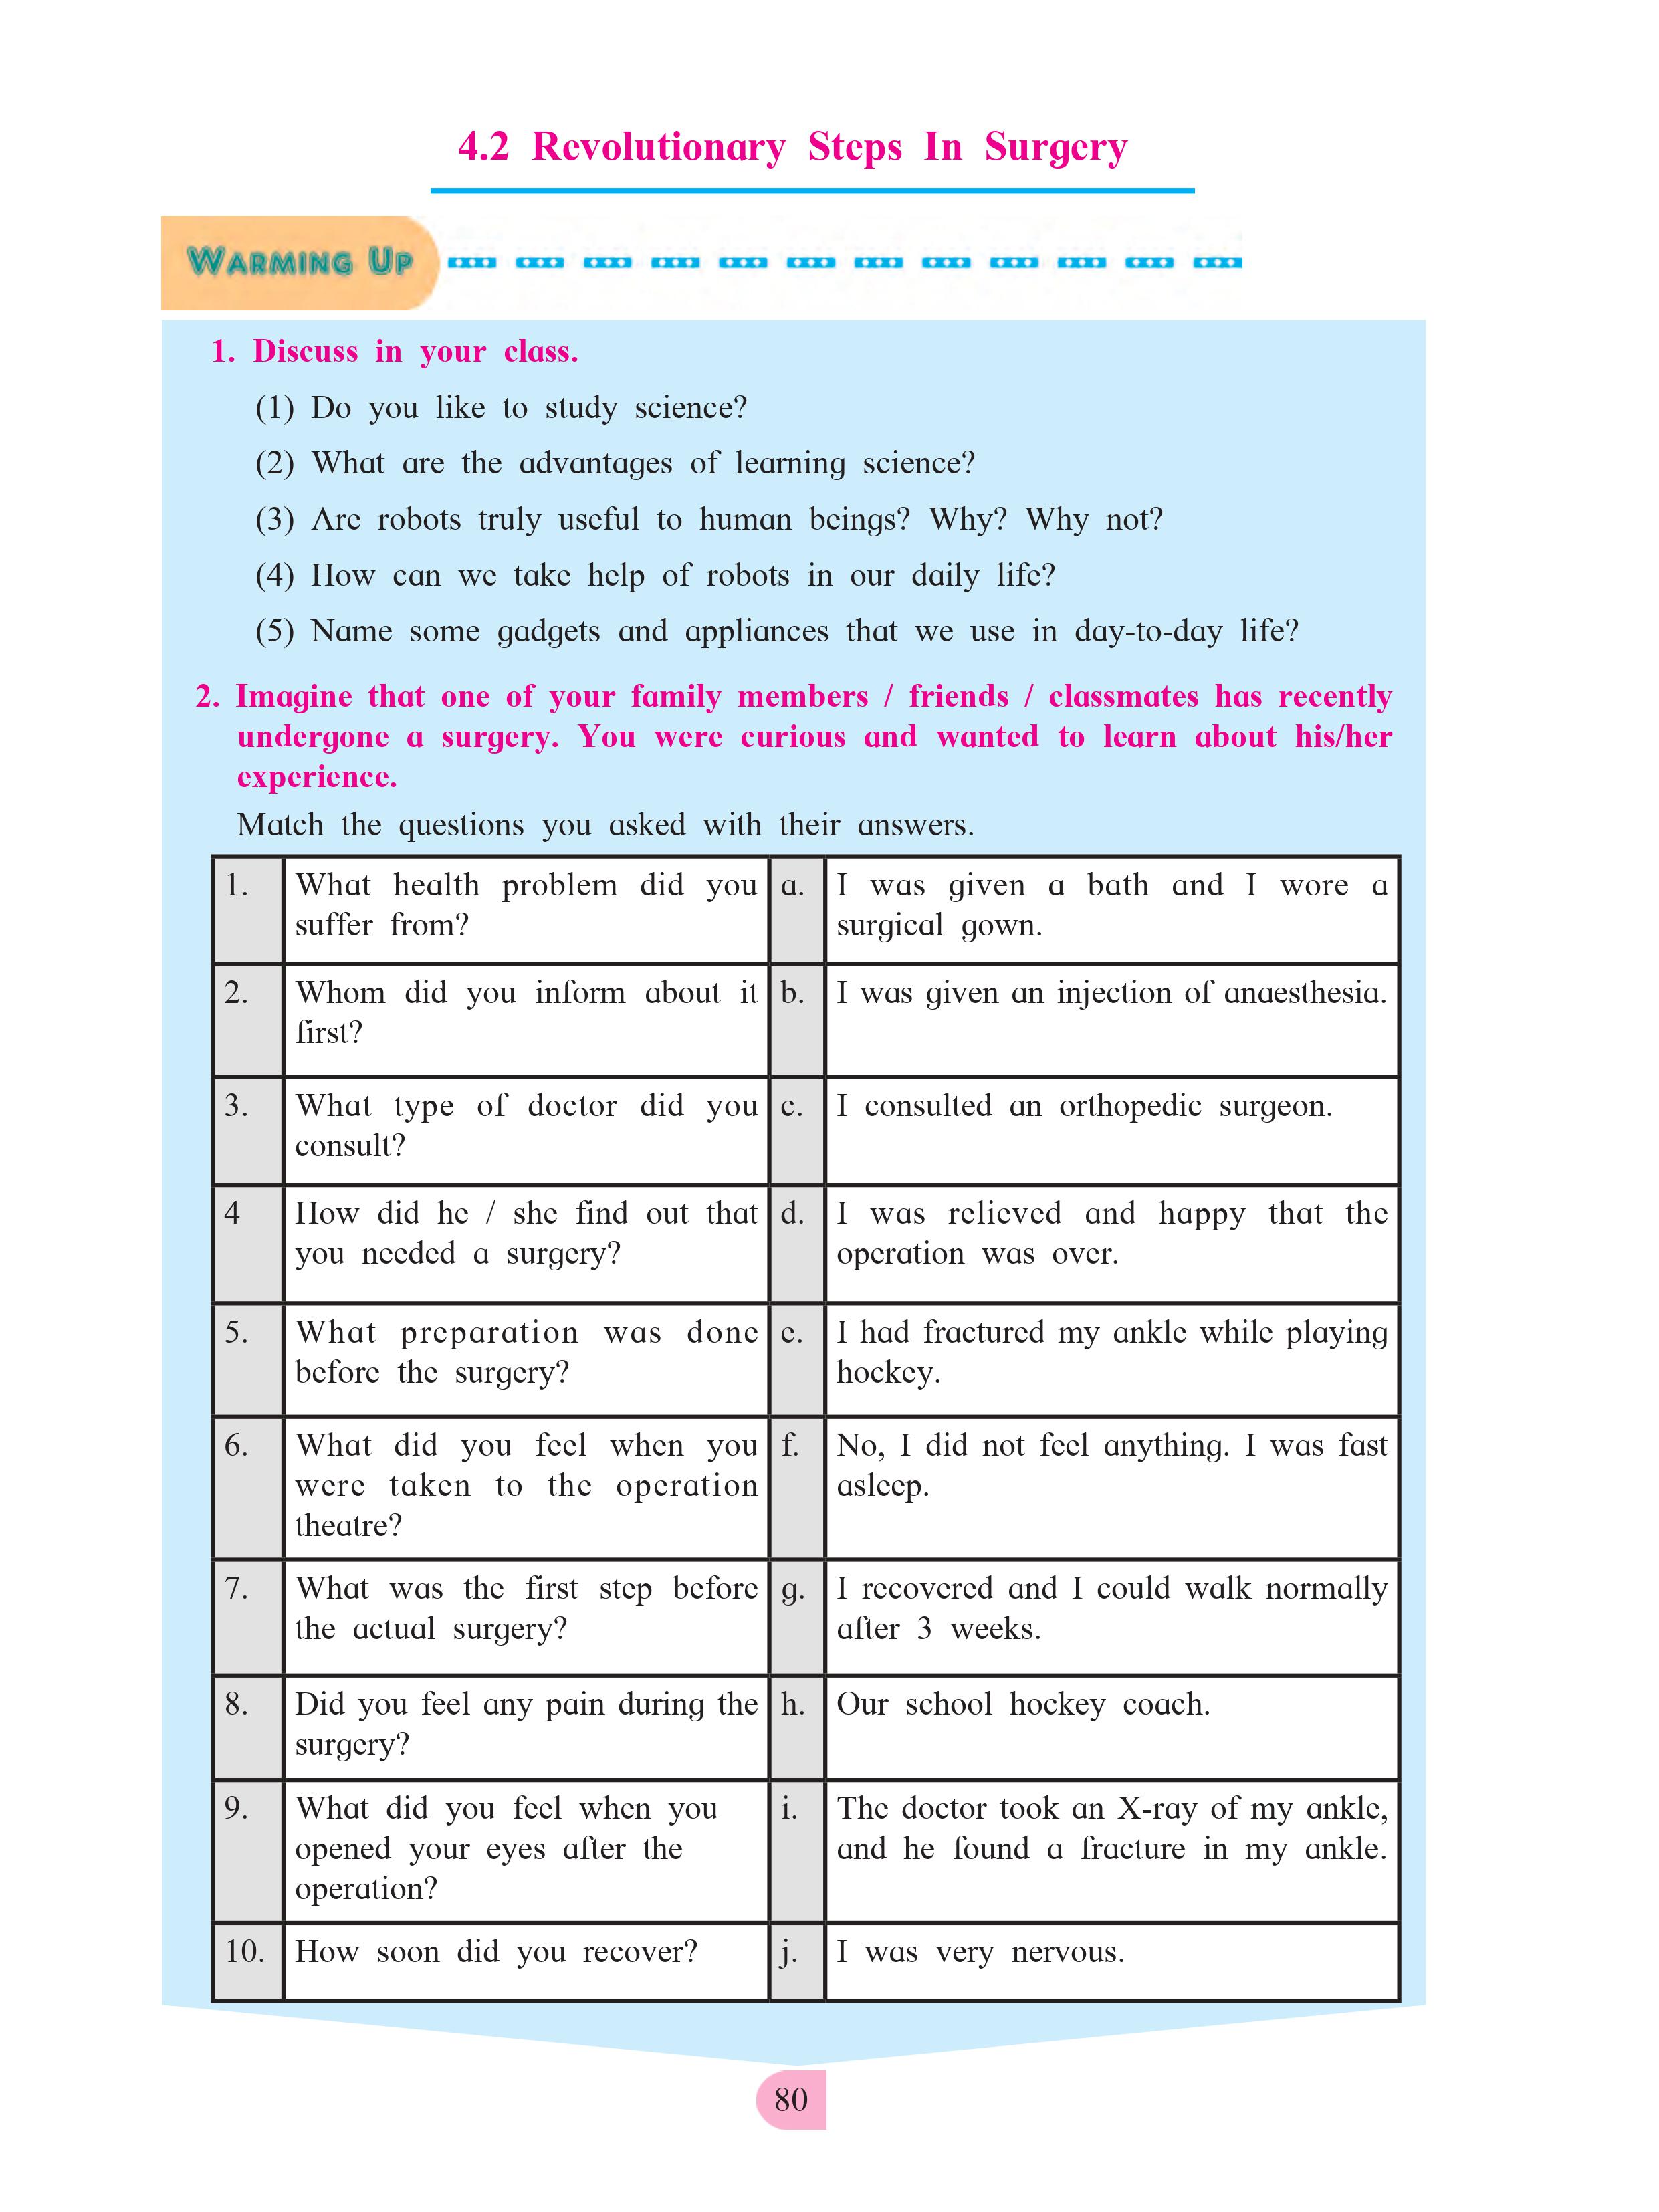 4.2 Revolutionary Steps In Surgery
WARMING UP
1. Discuss in your class.
(1) Do you like to study science?
(2) What are the advantages of learning science?
(3) Are robots truly useful to human beings? Why? Why not?
(4) How can we take help of robots in our daily life?
(5) Name some gadgets and appliances that we use in day-to-day life?
2. Imagine that one of your family members / friends / classmates has recently
undergone a surgery. You were curious and wanted to learn about his/her
experience.
Match the questions you asked with their answers.
1. What health problem did you
suffer from?
a. I was given a bath and I wore a
surgical gown.
2. Whom did you inform about it
first?
b. I was given an injection of anaesthesia.
3. What type of doctor did you
consult?
c. I consulted an orthopedic surgeon.
4 How did he / she find out that
you needed a surgery?
d. I was relieved and happy that the
operation was over.
5. What preparation was done
before the surgery?
e. I had fractured my ankle while playing
hockey.
6. What did you feel when you
were taken to the operation
theatre?
f. No, I did not feel anything. I was fast
asleep.
7. What was the first step before
the actual surgery?
g. I recovered and I could walk normally
after 3 weeks.
8. Did you feel any pain during the
surgery?
h. Our school hockey coach.
9. What did you feel when you
opened your eyes after the
operation?
i. The doctor took an X-ray of my ankle,
and he found a fracture in my ankle.
10. How soon did you recover?
j. I was very nervous.
80